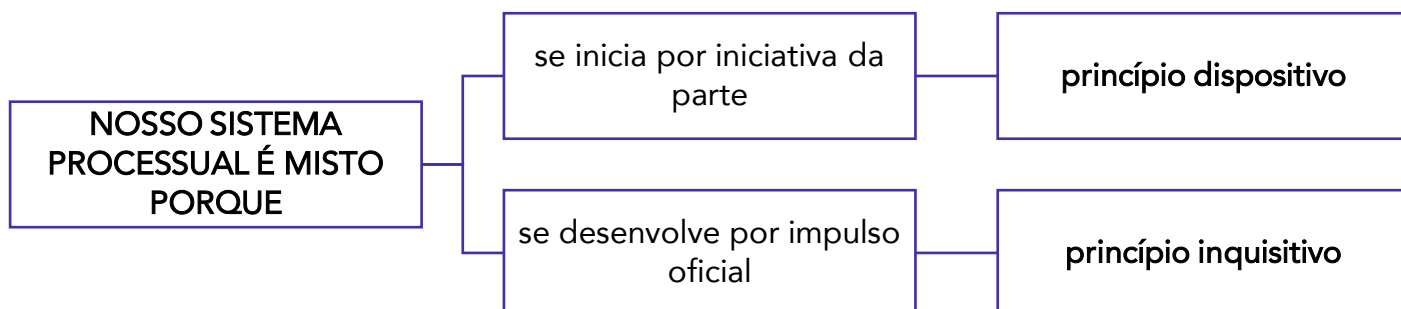 NOSSO SISTEMA
PROCESSUAL É MISTO
PORQUE
se inicia por iniciativa da
parte
princípio dispositivo
se desenvolve por impulso
oficial
princípio inquisitivo